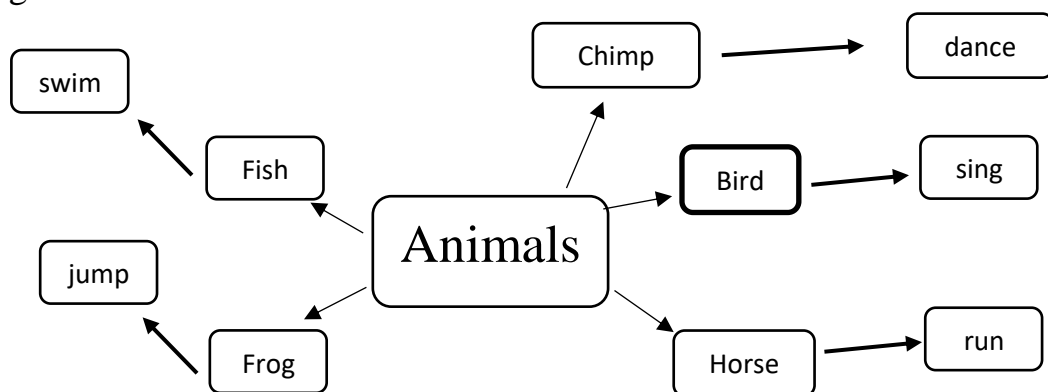 Chimp
dance
swim
Fish
Bird
sing
Animals
jump
Frog
Horse
run